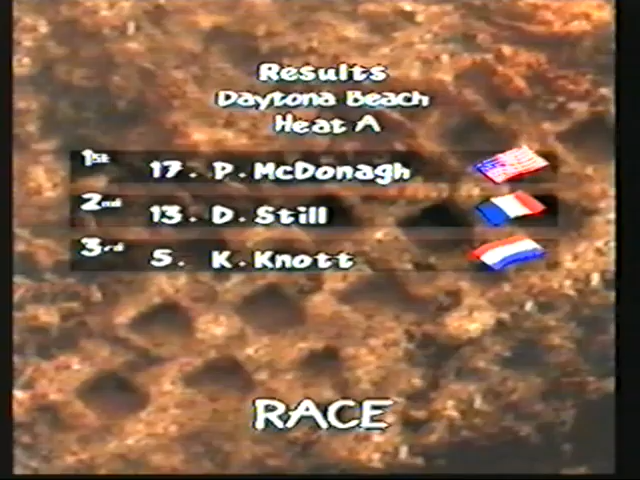 Results
Daytona Beach
Heat A
1st 17. P. McDonagh
2nd 13. D. Still
3rd 5. K. Knott
RACE